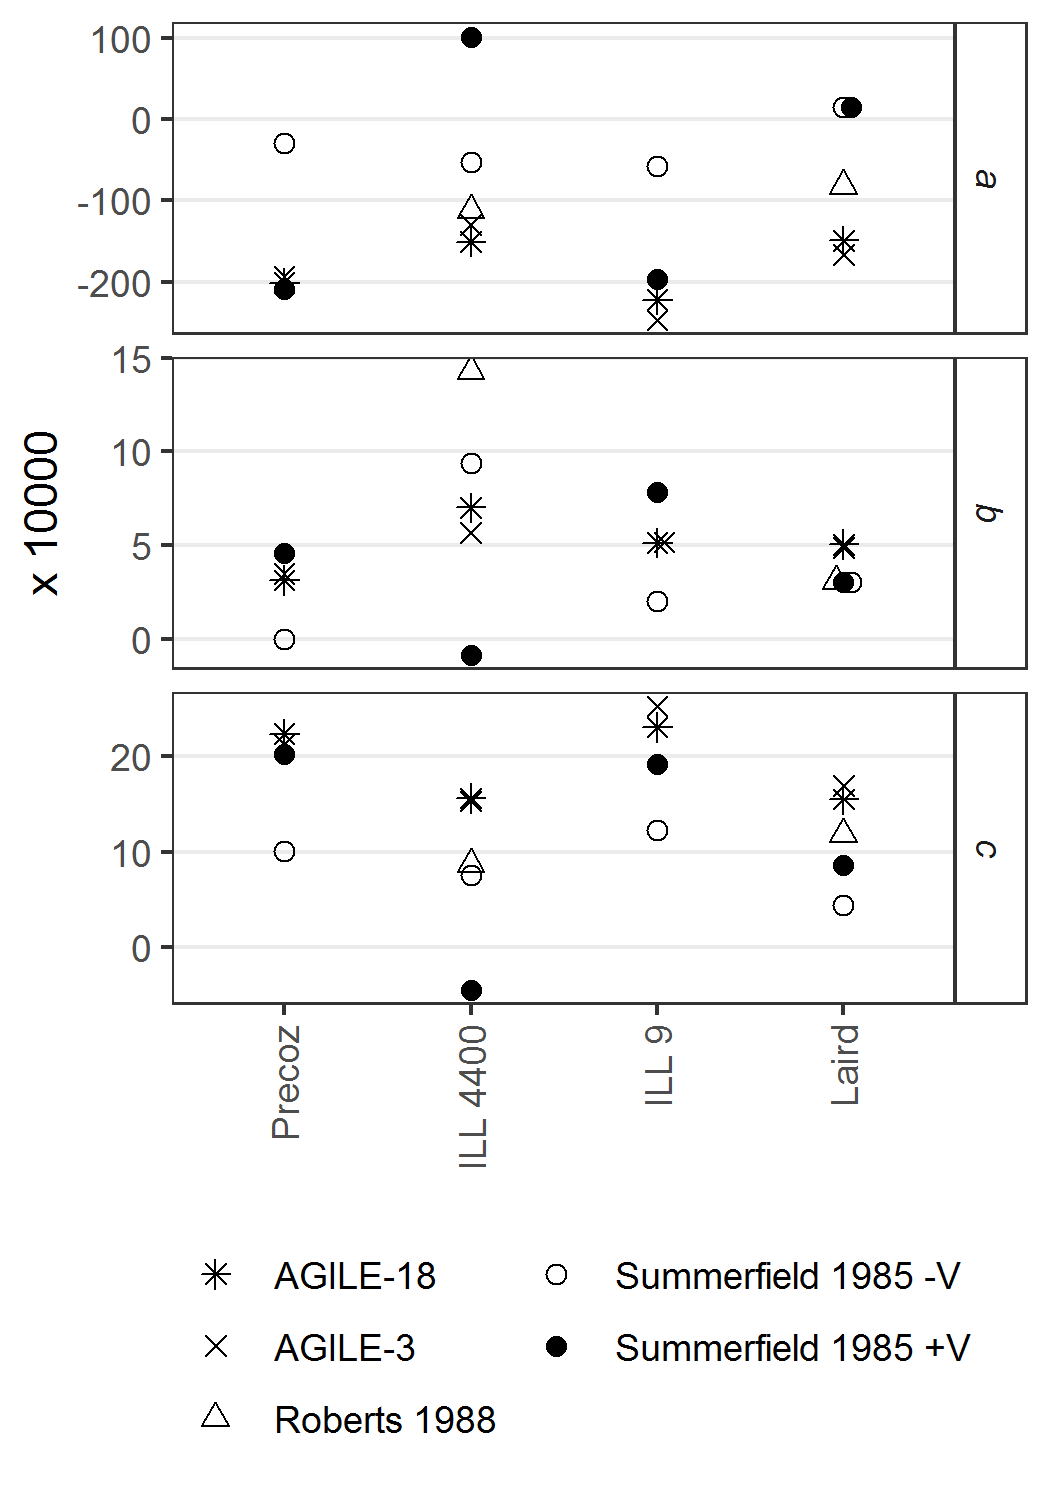 100
0
-100
-200
a
15
10
5
0
b
x 10000
20
10
0
c
Precoz
ILL 4400
ILL 9
Laird
AGILE-18
Summerfield 1985 -V
AGILE-3
Summerfield 1985 +V
Roberts 1988